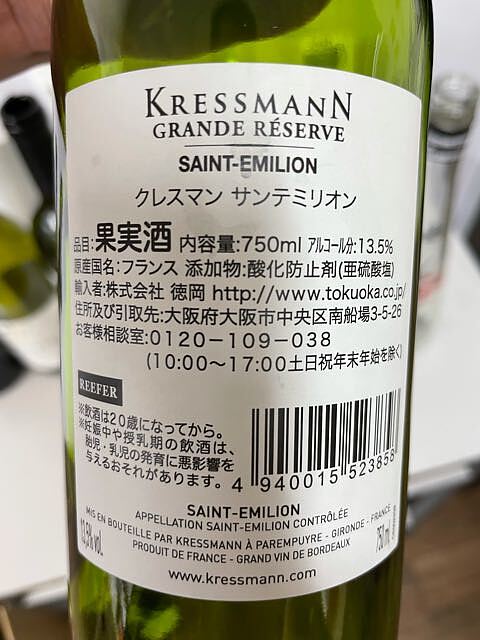 KRESSMANN
GRANDE RÉSERVE
SAINT-EMILION
クレスマン サンテミリオン
品目:果実酒 内容量:750ml アルコール分:13.5%
原産国名:フランス 添加物:酸化防止剤(亜硫酸塩)
輸入者:株式会社 徳岡 http://www.tokuoka.co.jp/
住所及び引取先:大阪府大阪市中央区南船場3-5-26
お客様相談室:0120-109-038
(10:00～17:00土日祝年末年始を除く)
REEFER
※飲酒は20歳になってから。
※妊娠中や授乳期の飲酒は、
胎児・乳児の発育に悪影響を
与えるおそれがあります。
4 940015 523858
SAINT-EMILION
APPELLATION SAINT-EMILION CONTRÔLÉE
MIS EN BOUTEILLE PAR KRESSMANN À PAREMPUYRE - GIRONDE - FRANCE
PRODUIT DE FRANCE - GRAND VIN DE BORDEAUX
13,5% vol.
750 ml
www.kressmann.com